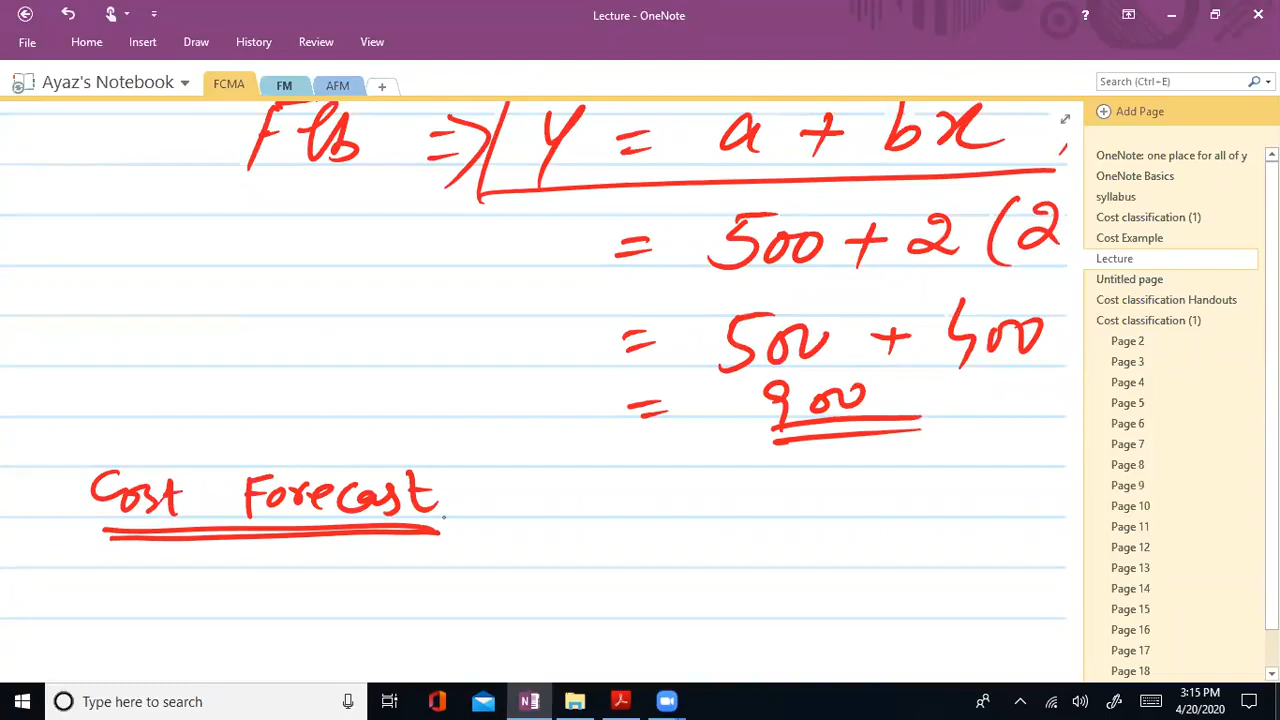 Lecture - OneNote
?
File Home Insert Draw History Review View
Ayaz's Notebook FCMA FM AFM + Search (Ctrl+E)
Add Page
OneNote: one place for all of y
OneNote Basics
syllabus
Cost classification (1)
Cost Example
Lecture
Untitled page
Cost classification Handouts
Cost classification (1)
Page 2
Page 3
Page 4
Page 5
Page 6
Page 7
Page 8
Page 9
Page 10
Page 11
Page 12
Page 13
Page 14
Page 15
Page 16
Page 17
Page 18
=> y = a + bx
= 500 + 2 (2
= 500 + 400
= 900
Cost Forecast
Type here to search
3:15 PM
4/20/2020